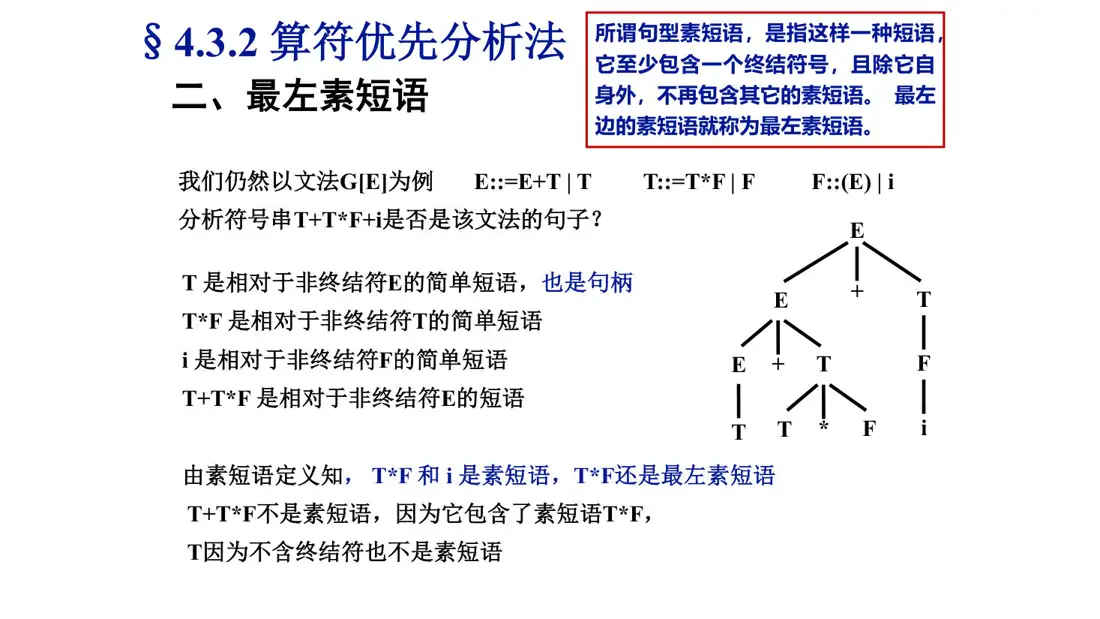 § 4.3.2 算符优先分析法
二、最左素短语
所谓句型素短语，是指这样一种短语，
它至少包含一个终结符号，且除它自
身外，不再包含其它的素短语。 最左
边的素短语就称为最左素短语。
我们仍然以文法G[E]为例 E::=E+T | T T::=T*F | F F::(E) | i
分析符号串T+T*F+i是否是该文法的句子？
T 是相对于非终结符E的简单短语，也是句柄
T*F 是相对于非终结符T的简单短语
i 是相对于非终结符F的简单短语
T+T*F 是相对于非终结符E的短语
E
E + T
E + T F
T T * F i
由素短语定义知， T*F 和 i 是素短语，T*F还是最左素短语
T+T*F不是素短语，因为它包含了素短语T*F，
T因为不含终结符也不是素短语